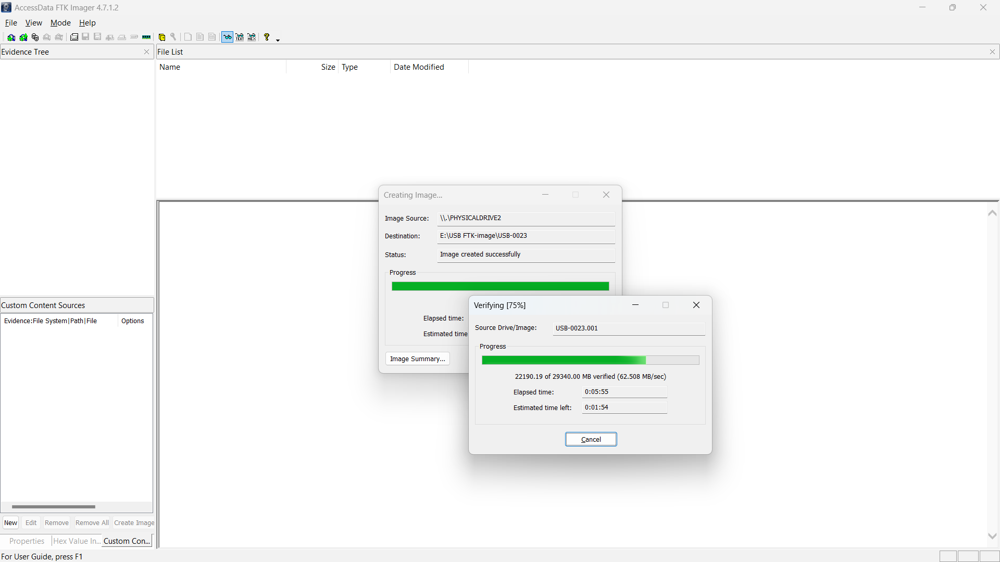 AccessData FTK Imager 4.7.1.2
File View Mode Help
TEXT HEX ?
Evidence Tree
File List
Name Size Type Date Modified
Creating Image...
Image Source: \\.\PHYSICALDRIVE2
Destination: E:\USB FTK-image\USB-0023
Status: Image created successfully
Progress
Elapsed time:
Estimated time
Image Summary...
Verifying [75%]
Source Drive/Image: USB-0023.001
Progress
22190.19 of 29340.00 MB verified (62.508 MB/sec)
Elapsed time: 0:05:55
Estimated time left: 0:01:54
Cancel
Custom Content Sources
Evidence:File System|Path|File Options
New Edit Remove Remove All Create Image
Properties Hex Value In... Custom Con...
For User Guide, press F1